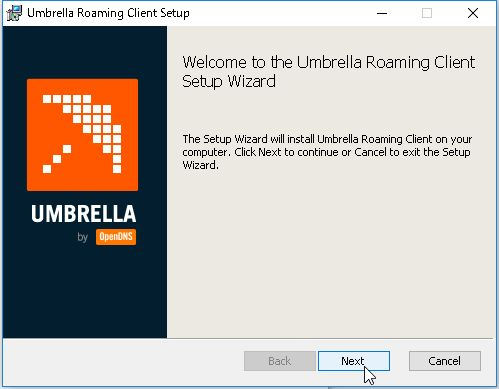 Umbrella Roaming Client Setup
Welcome to the Umbrella Roaming Client
Setup Wizard
The Setup Wizard will install Umbrella Roaming Client on your
computer. Click Next to continue or Cancel to exit the Setup
Wizard.
UMBRELLA
by OpenDNS
Back Next Cancel